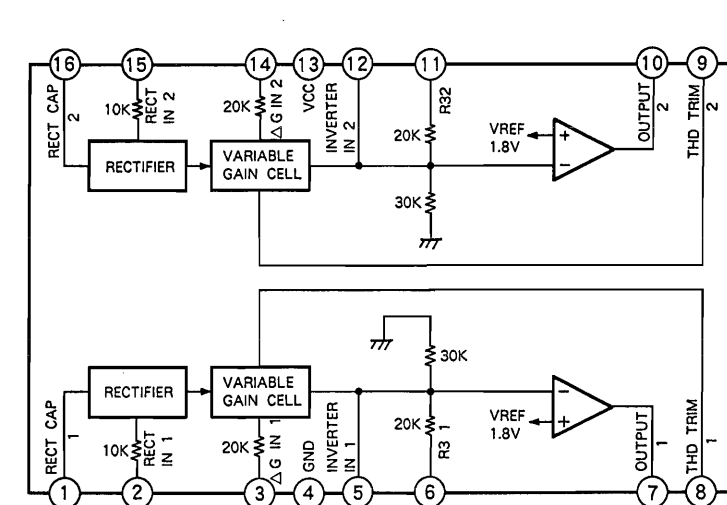 16
15
14
13
12
11
10
9
RECT CAP
2
10K
RECT
IN 2
20K
△G IN 2
VCC
INVERTER
IN 2
R32
OUTPUT
2
THD TRIM
2
20K
VREF
1.8V
+
−
RECTIFIER
VARIABLE
GAIN CELL
30K
30K
RECTIFIER
VARIABLE
GAIN CELL
−
+
RECT CAP
1
10K
RECT
IN 1
20K
△G IN 1
GND
INVERTER
IN 1
20K
R3 1
VREF
1.8V
OUTPUT
1
THD TRIM
1
1
2
3
4
5
6
7
8